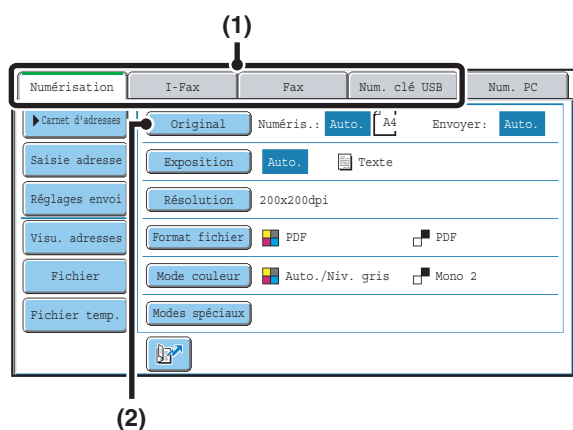 (1)
Numérisation I-Fax Fax Num. clé USB Num. PC
Carnet d'adresses Original Numéris.: Auto. A4 Envoyer: Auto.
Saisie adresse Exposition Auto. Texte
Réglages envoi Résolution 200x200dpi
Visu. adresses Format fichier PDF PDF
Fichier Mode couleur Auto./Niv. gris Mono 2
Fichier temp. Modes spéciaux
(2)